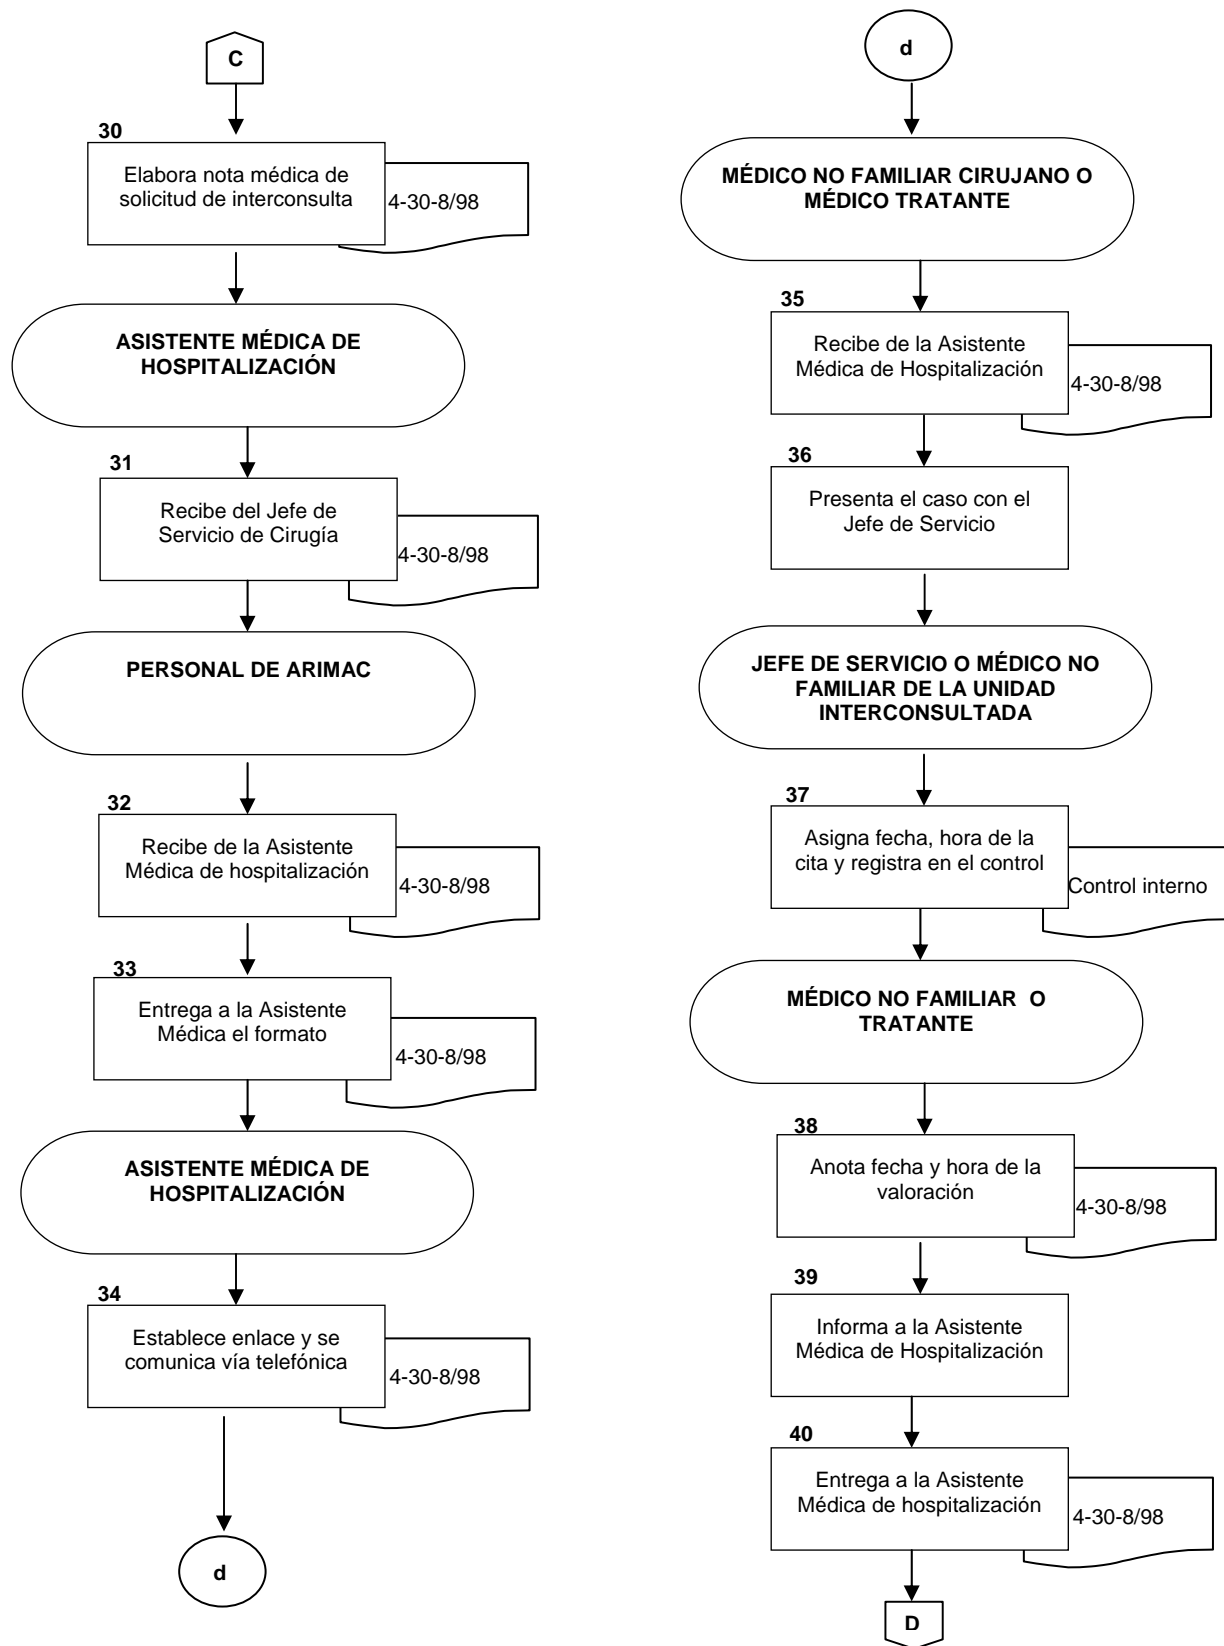 C
30
Elabora nota médica de
solicitud de interconsulta
4-30-8/98
ASISTENTE MÉDICA DE
HOSPITALIZACIÓN
31
Recibe del Jefe de
Servicio de Cirugía
4-30-8/98
PERSONAL DE ARIMAC
32
Recibe de la Asistente
Médica de hospitalización
4-30-8/98
33
Entrega a la Asistente
Médica el formato
4-30-8/98
ASISTENTE MÉDICA DE
HOSPITALIZACIÓN
34
Establece enlace y se
comunica vía telefónica
4-30-8/98
d
d
MÉDICO NO FAMILIAR CIRUJANO O
MÉDICO TRATANTE
35
Recibe de la Asistente
Médica de Hospitalización
4-30-8/98
36
Presenta el caso con el
Jefe de Servicio
JEFE DE SERVICIO O MÉDICO NO
FAMILIAR DE LA UNIDAD
INTERCONSULTADA
37
Asigna fecha, hora de la
cita y registra en el control
Control interno
MÉDICO NO FAMILIAR O
TRATANTE
38
Anota fecha y hora de la
valoración
4-30-8/98
39
Informa a la Asistente
Médica de Hospitalización
40
Entrega a la Asistente
Médica de hospitalización
4-30-8/98
D